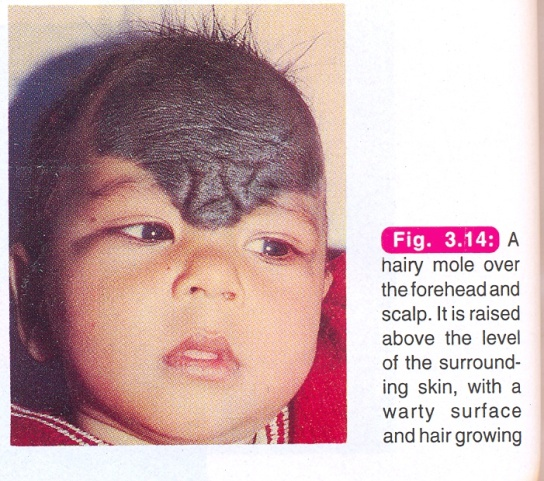 Fig. 3.14: A
hairy mole over
the forehead and
scalp. It is raised
above the level
of the surround-
ing skin, with a
warty surface
and hair growing